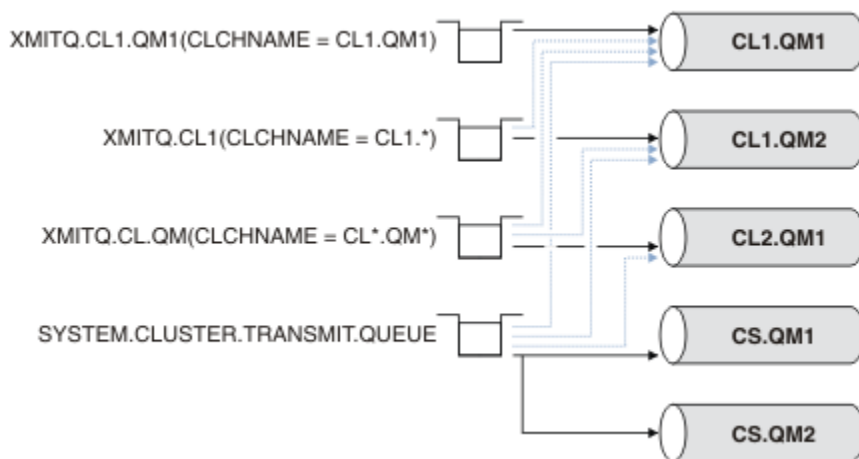 XMITQ.CL1.QM1(CLCHNAME = CL1.QM1)
CL1.QM1
XMITQ.CL1(CLCHNAME = CL1.*)
CL1.QM2
XMITQ.CL.QM(CLCHNAME = CL*.QM*)
CL2.QM1
SYSTEM.CLUSTER.TRANSMIT.QUEUE
CS.QM1
CS.QM2